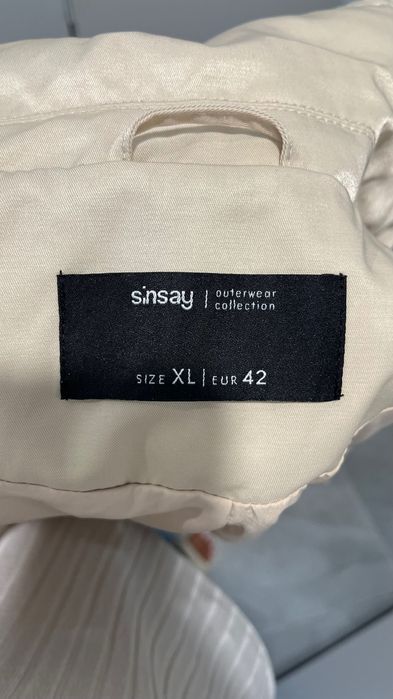 sinsay | outerwear
collection
SIZE XL | EUR 42